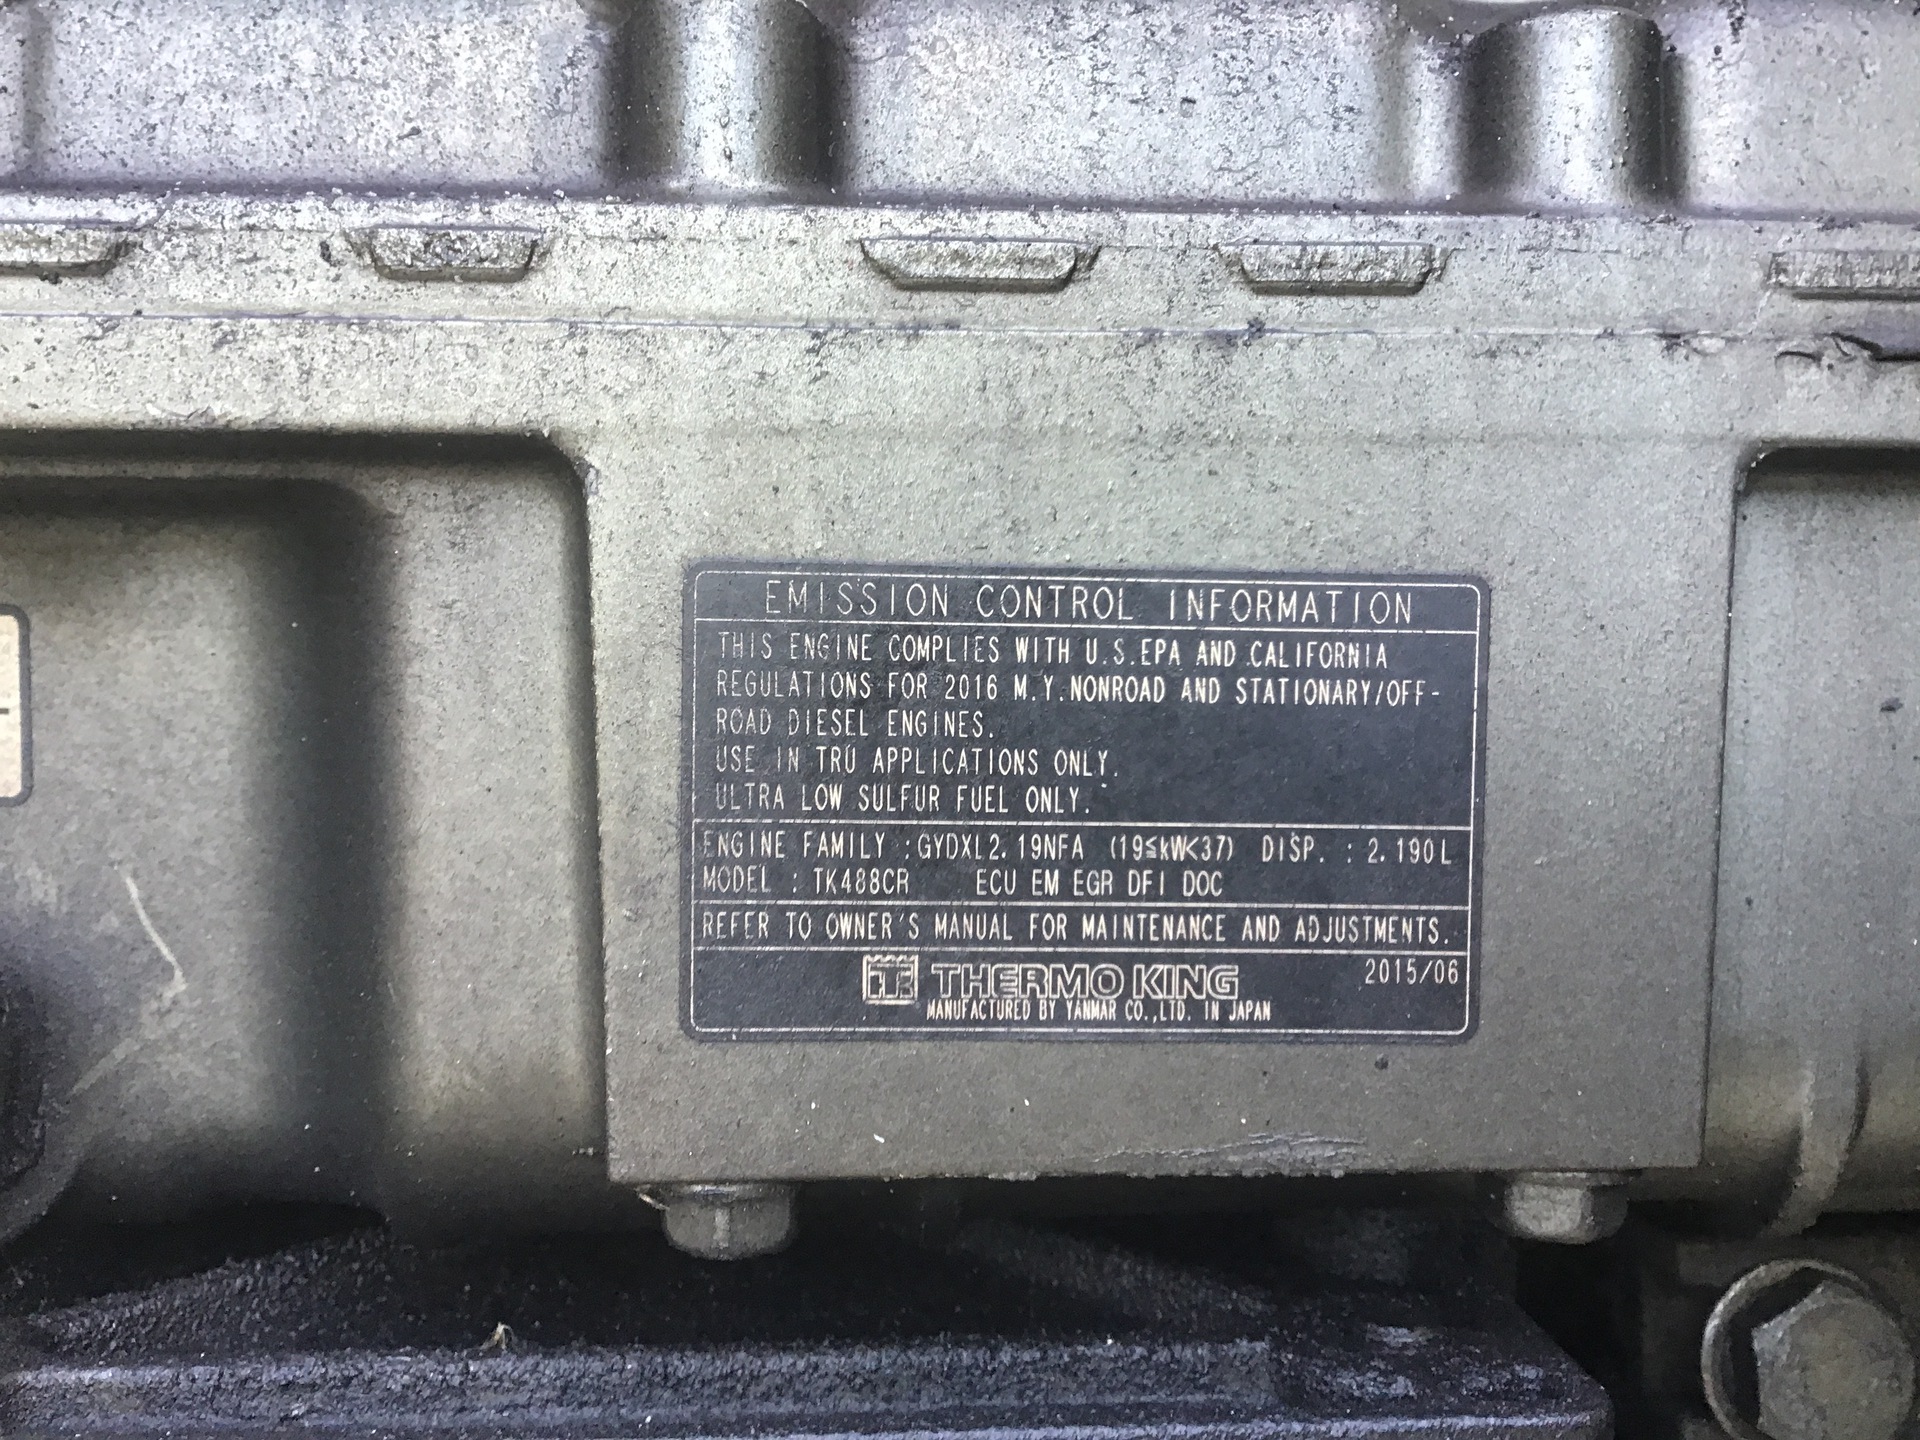 EMISSION CONTROL INFORMATION
THIS ENGINE COMPLIES WITH U.S.EPA AND CALIFORNIA
REGULATIONS FOR 2016 M.Y. NONROAD AND STATIONARY/OFF-
ROAD DIESEL ENGINES.
USE IN TRU APPLICATIONS ONLY.
ULTRA LOW SULFUR FUEL ONLY.
ENGINE FAMILY : GYDXL2.19NFA (19≦kW<37) DISP. : 2.190L
MODEL : TK488CR ECU EM EGR DFI DOC
REFER TO OWNER'S MANUAL FOR MAINTENANCE AND ADJUSTMENTS.
2015/06
TK THERMO KING
MANUFACTURED BY YANMAR CO.,LTD. IN JAPAN